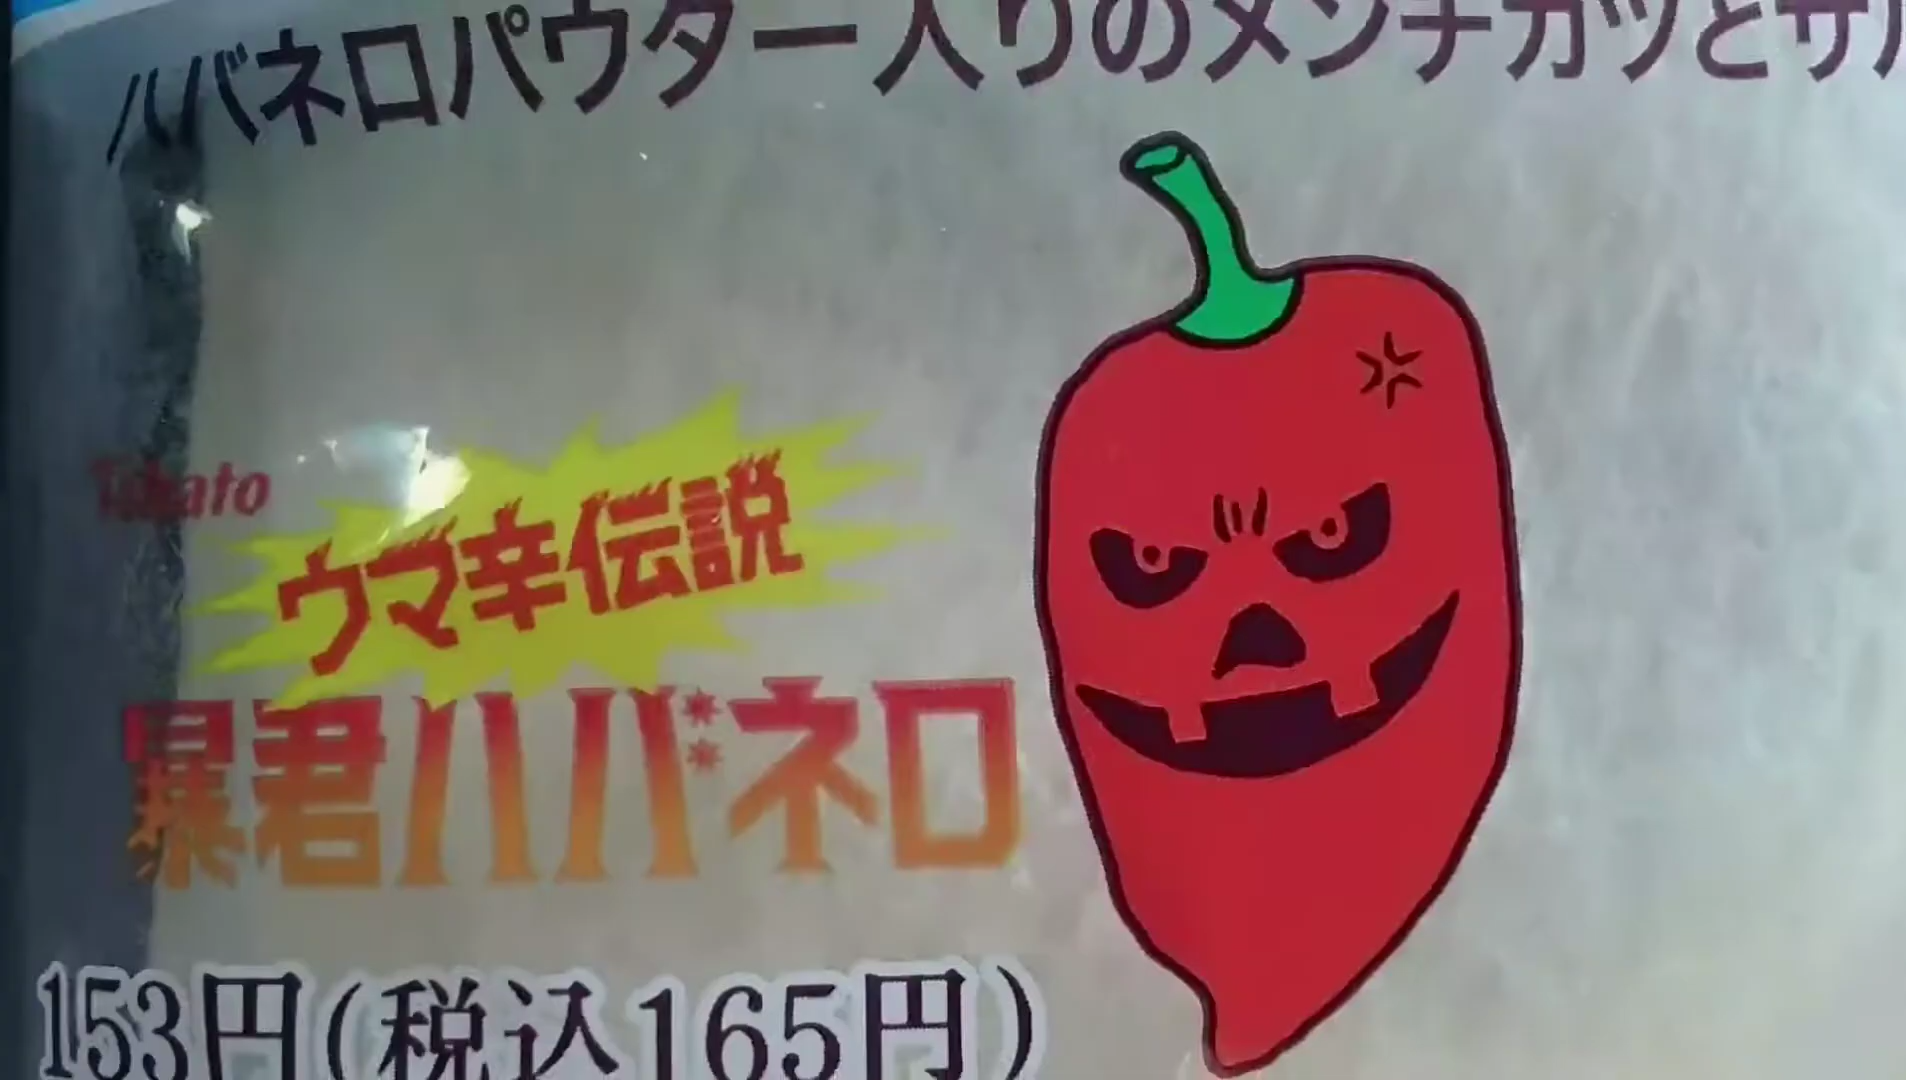 ハバネロパウダー入りのメンチカツとサル
Tohato
ウマ辛伝説
暴君ハバネロ
153円(税込165円)